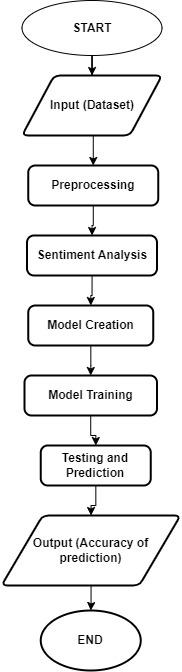 START
Input (Dataset)
Preprocessing
Sentiment Analysis
Model Creation
Model Training
Testing and
Prediction
Output (Accuracy of
prediction)
END